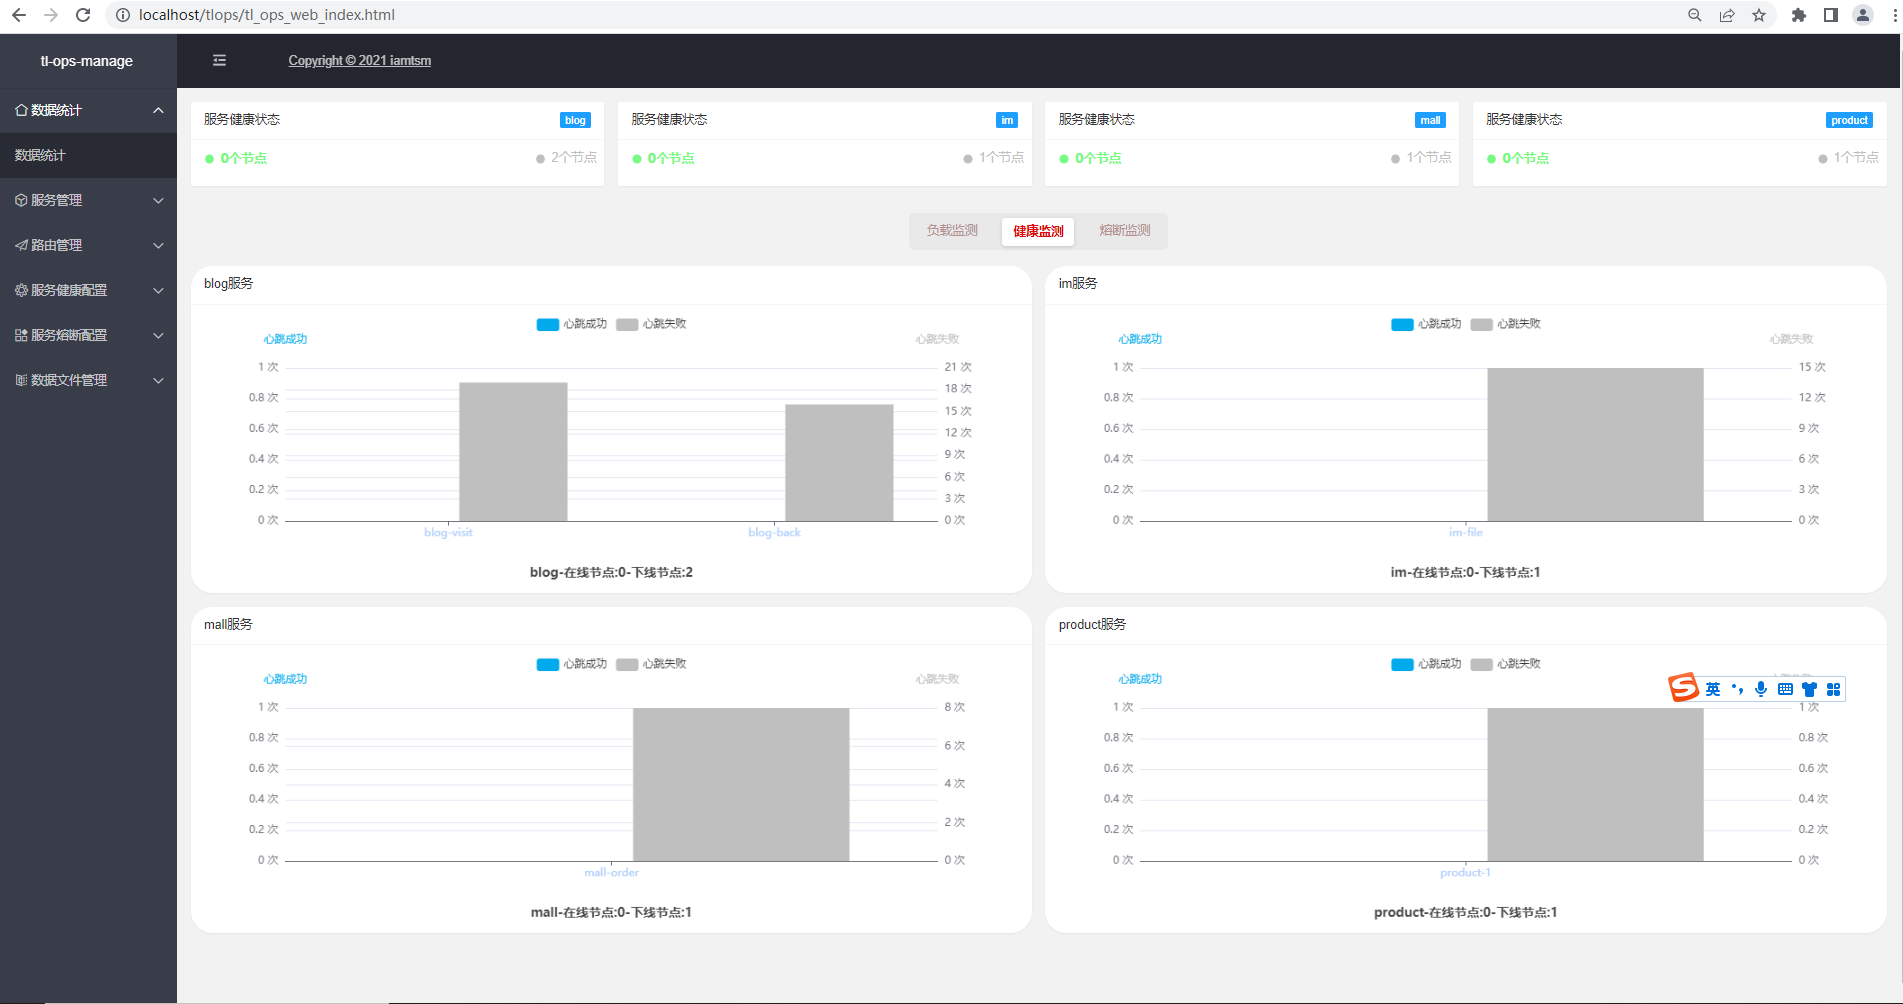 localhost/tlops/tl_ops_web_index.html
tl-ops-manage
Copyright © 2021 iamtsm
数据统计
数据统计
服务管理
路由管理
服务健康配置
服务熔断配置
数据文件管理
服务健康状态 blog
0个节点 2个节点
服务健康状态 im
0个节点 1个节点
服务健康状态 mall
0个节点 1个节点
服务健康状态 product
0个节点 1个节点
负载监测 健康监测 熔断监测
blog服务
心跳成功 心跳失败
心跳成功 心跳失败
1 次
0.8 次
0.6 次
0.4 次
0.2 次
0 次
21 次
18 次
15 次
12 次
9 次
6 次
3 次
0 次
blog-visit blog-back
blog-在线节点:0-下线节点:2
im服务
心跳成功 心跳失败
心跳成功 心跳失败
1 次
0.8 次
0.6 次
0.4 次
0.2 次
0 次
15 次
12 次
9 次
6 次
3 次
0 次
im-file
im-在线节点:0-下线节点:1
mall服务
心跳成功 心跳失败
心跳成功 心跳失败
1 次
0.8 次
0.6 次
0.4 次
0.2 次
0 次
8 次
6 次
4 次
2 次
0 次
mall-order
mall-在线节点:0-下线节点:1
product服务
心跳成功 心跳失败
心跳成功
S 英
1 次
0.8 次
0.6 次
0.4 次
0.2 次
0 次
1 次
0.8 次
0.6 次
0.4 次
0.2 次
0 次
product-1
product-在线节点:0-下线节点:1